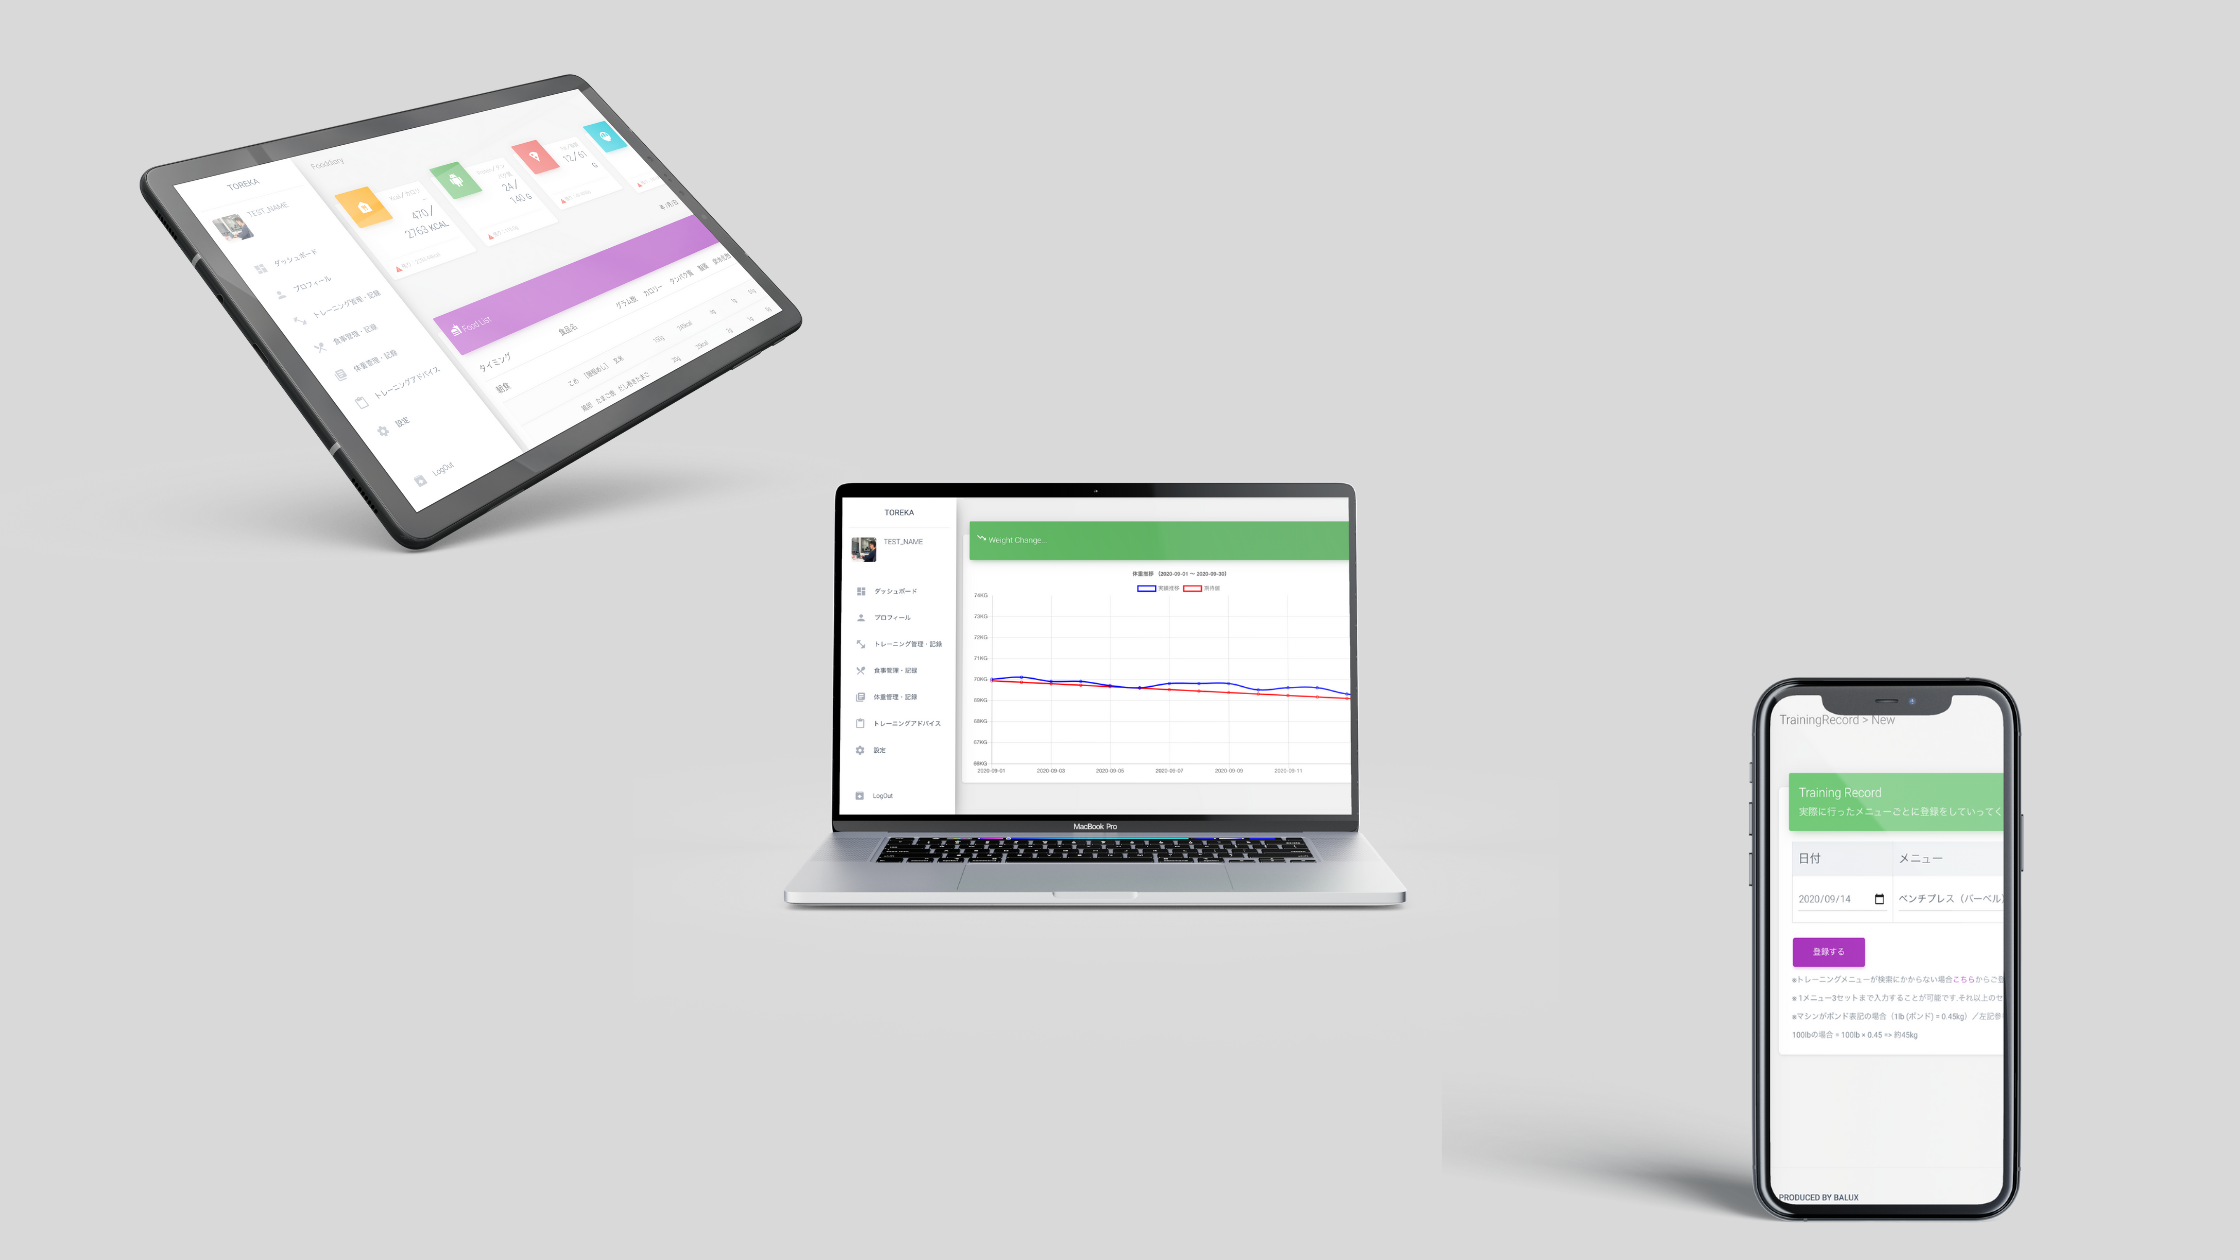 Fooddiary
TOREKA
TEST_NAME
ダッシュボード
プロフィール
トレーニング管理・記録
食事管理・記録
体重管理・記録
トレーニングアドバイス
設定
LogOut
470/
2763 KCAL
24/
140 G
12/61
G
Food List
タイミング
食品名
グラム数
カロリー
タンパク質
脂質
炭水化物
朝食
TOREKA
TEST_NAME
ダッシュボード
プロフィール
トレーニング管理・記録
食事管理・記録
体重管理・記録
トレーニングアドバイス
設定
LogOut
Weight Change...
体重推移 (2020-09-01 〜 2020-09-30)
実績推移
期待値
74KG
73KG
72KG
71KG
70KG
69KG
68KG
67KG
66KG
2020-09-01
2020-09-03
2020-09-05
2020-09-07
2020-09-09
2020-09-11
MacBook Pro
TrainingRecord > New
Training Record
実際に行ったメニューごとに登録をしていってく
日付
メニュー
2020/09/14
ベンチプレス（バーベル）
登録する
※トレーニングメニューが検索にかからない場合こちらからご登
※1メニュー3セットまで入力することが可能です.それ以上のセ
※マシンがポンド表記の場合（1lb (ポンド) = 0.45kg）／左記参
100lbの場合 = 100lb × 0.45 => 約45kg
PRODUCED BY BALUX